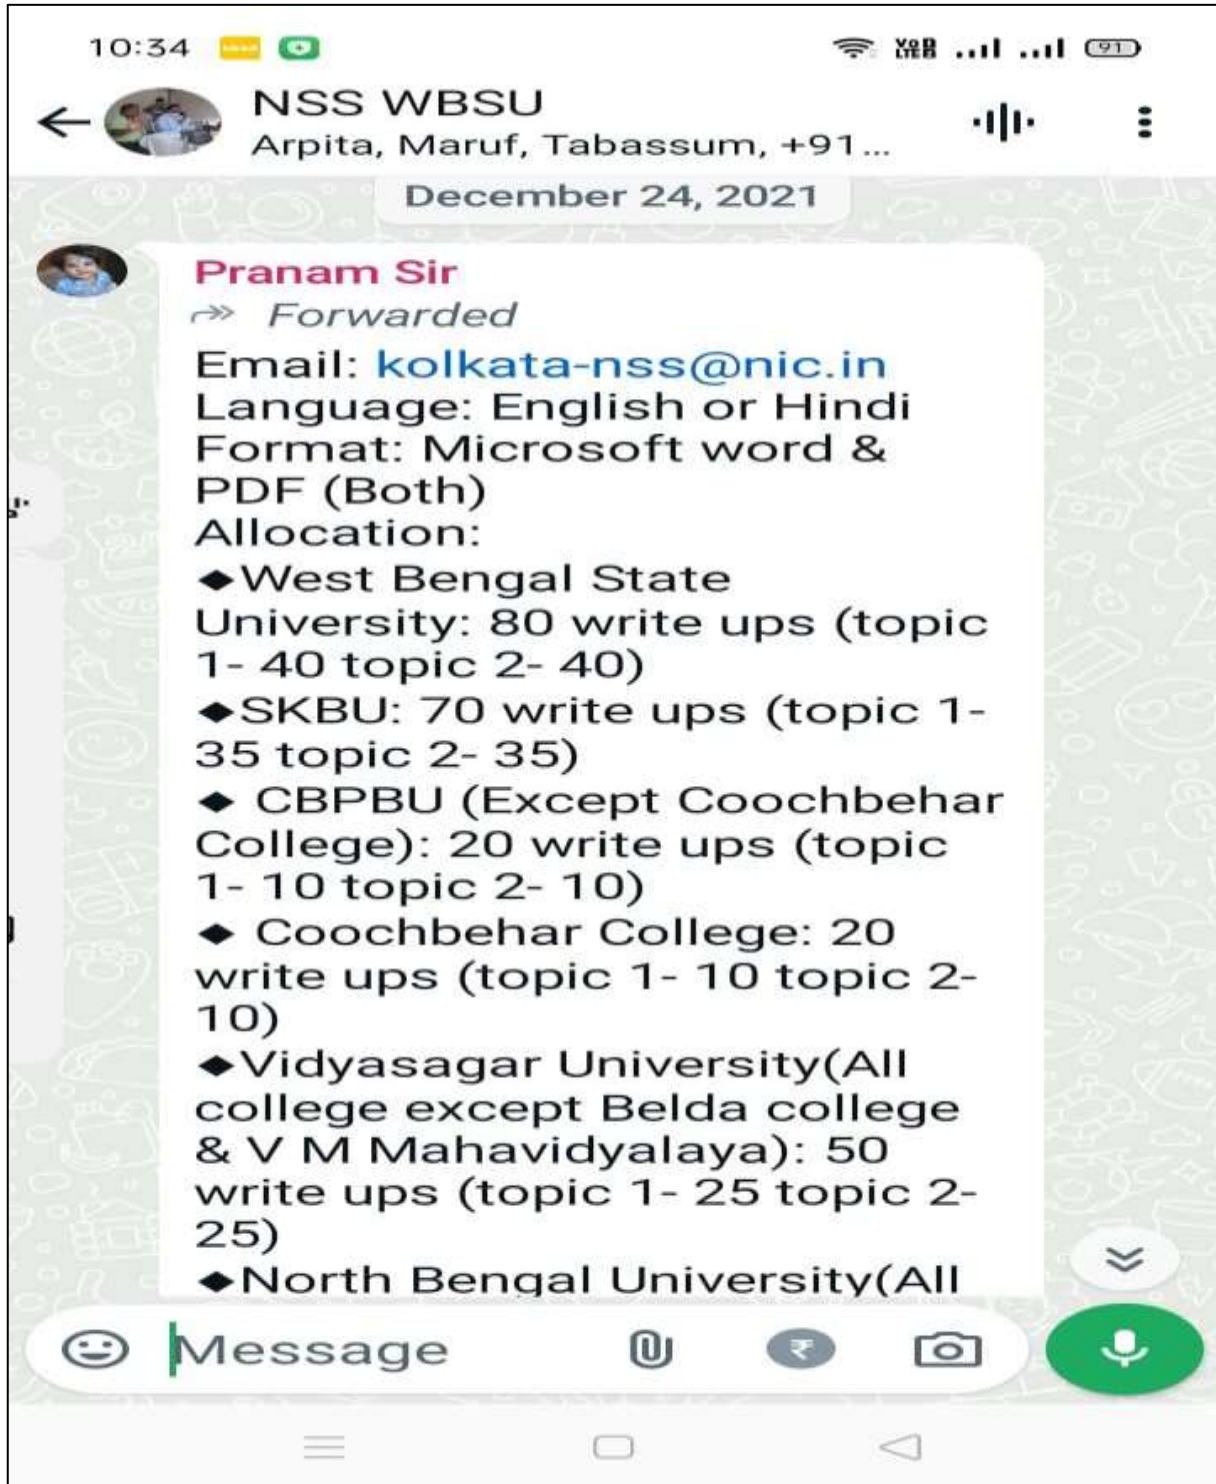 10:34
Vo LTE 91
NSS WBSU
Arpita, Maruf, Tabassum, +91...
December 24, 2021
Pranam Sir
Forwarded
Email: kolkata-nss@nic.in
Language: English or Hindi
Format: Microsoft word &
PDF (Both)
Allocation:
◆West Bengal State
University: 80 write ups (topic
1- 40 topic 2- 40)
◆SKBU: 70 write ups (topic 1-
35 topic 2- 35)
◆ CBPBU (Except Coochbehar
College): 20 write ups (topic
1- 10 topic 2- 10)
◆ Coochbehar College: 20
write ups (topic 1- 10 topic 2-
10)
◆Vidyasagar University(All
college except Belda college
& V M Mahavidyalaya): 50
write ups (topic 1- 25 topic 2-
25)
◆North Bengal University(All
Message
₹